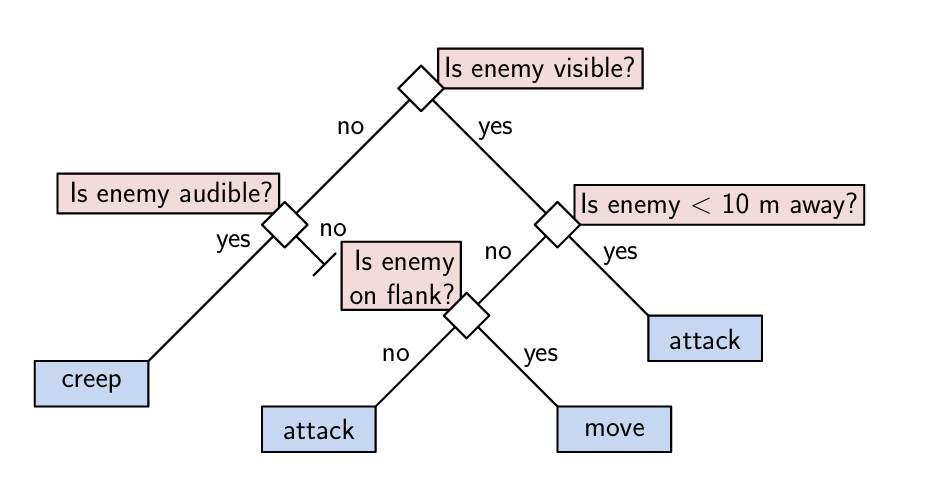 Is enemy visible?
no
yes
Is enemy audible?
Is enemy < 10 m away?
yes
no
no
yes
Is enemy
on flank?
attack
no
yes
creep
attack
move